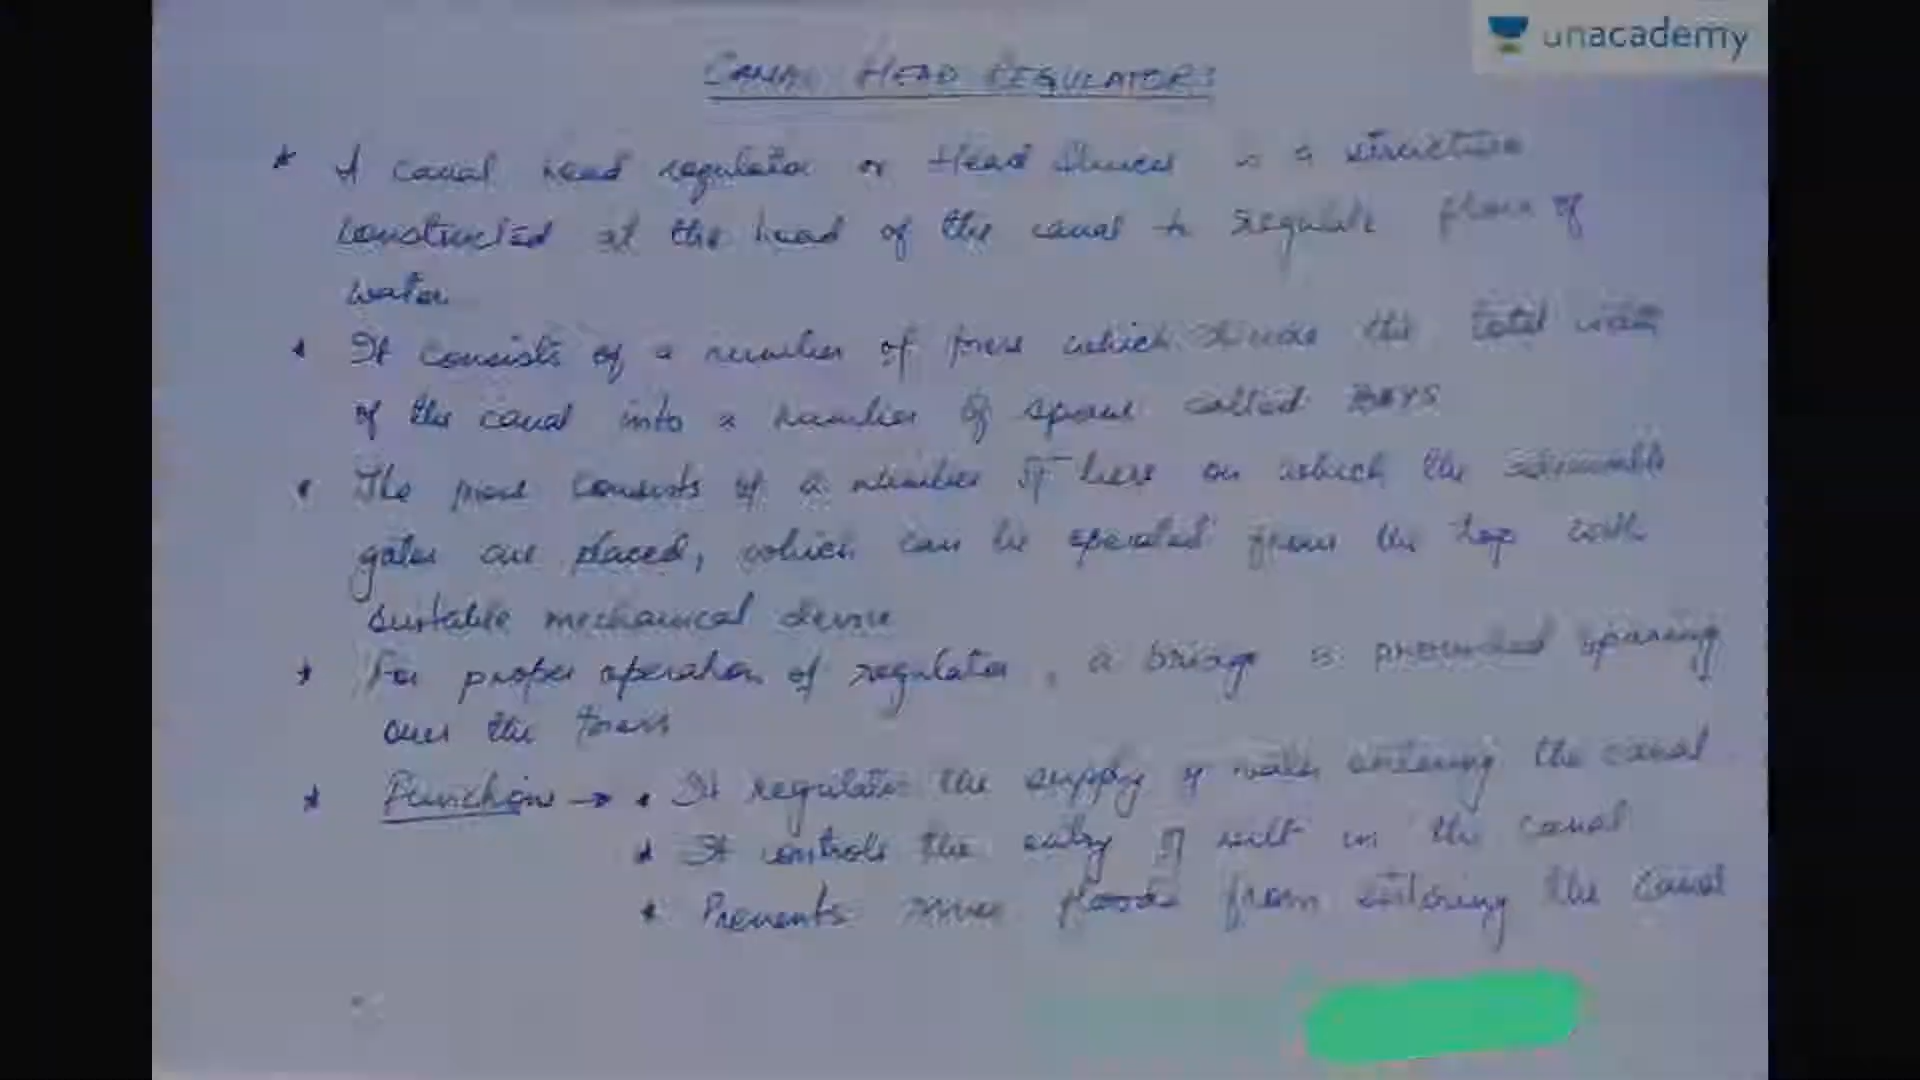 unacademy
CANAL HEAD REGULATORS
* A canal head regulator or Head sluices is a structure
constructed at the head of the canal to regulate flow of
water
* It consists of a number of piers which divide the total width
of the canal into a number of spans called BAYS
* The piers consists of a number of tiers on which the adjustable
gates are placed, which can be operated from the top with
suitable mechanical device
* For proper operation of regulator, a bridge is provided spaning
over the piers
* Function → • It regulates the supply of water entering the canal
* It controls the entry of silt in the canal
* Prevents river floods from entering the canal